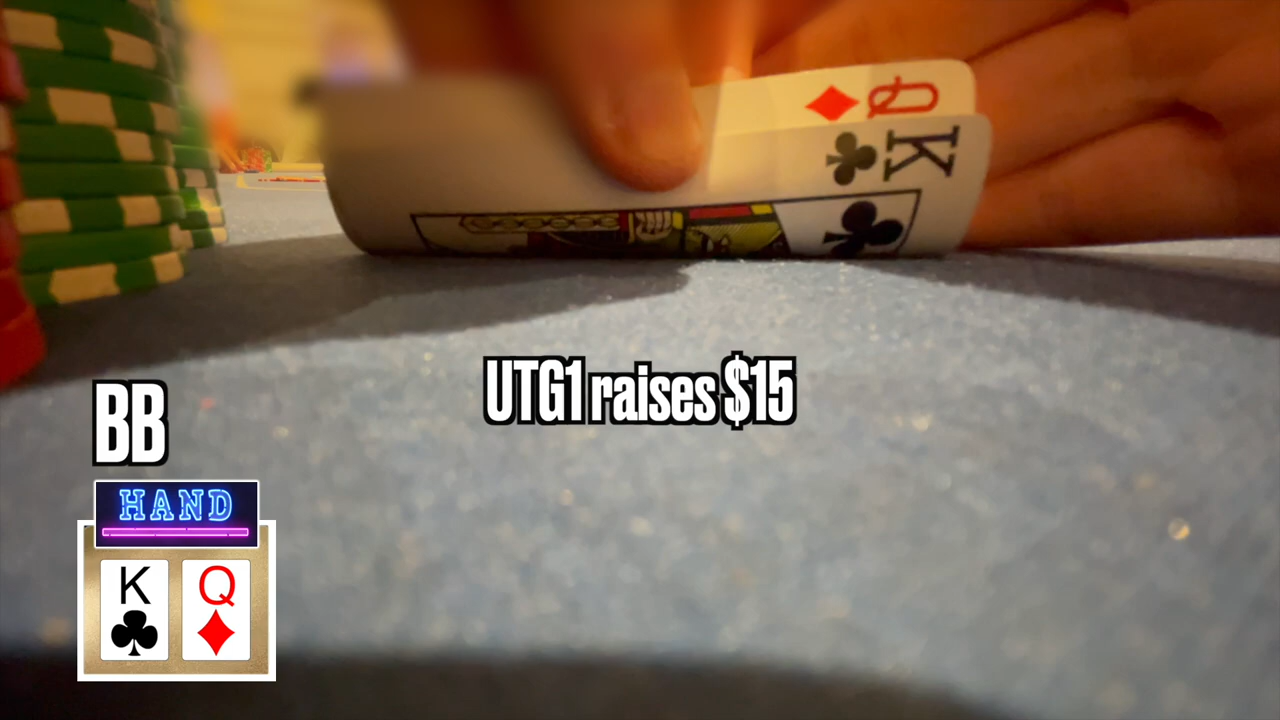 Q
K
UTG1 raises $15
BB
HAND
K Q